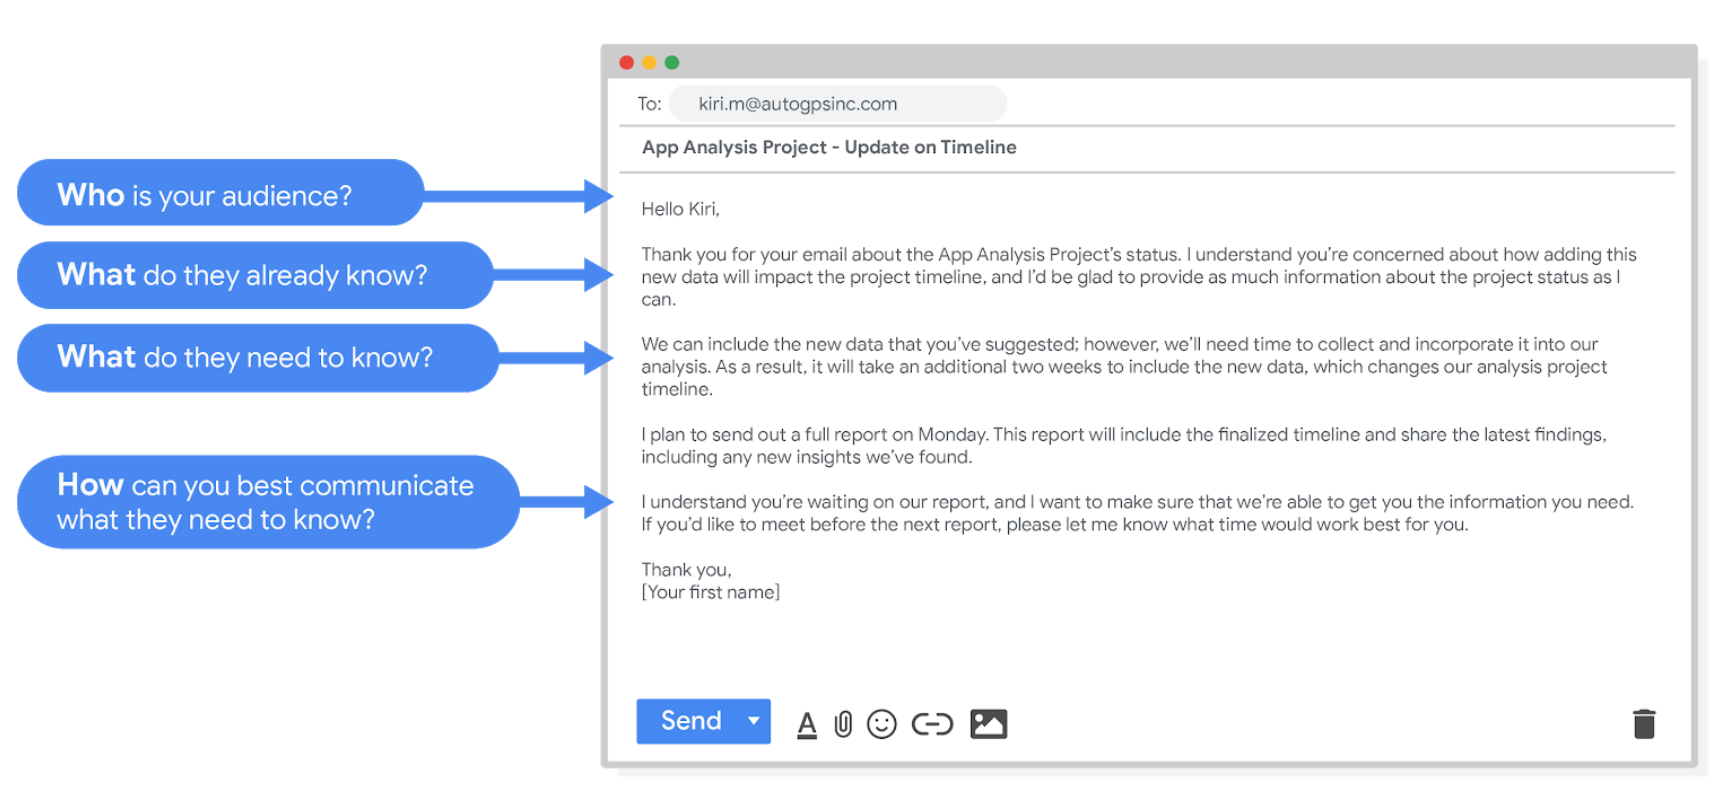 To: kiri.m@autogpsinc.com
App Analysis Project - Update on Timeline
Who is your audience?
Hello Kiri,
What do they already know?
Thank you for your email about the App Analysis Project's status. I understand you're concerned about how adding this
new data will impact the project timeline, and I'd be glad to provide as much information about the project status as I
can.
What do they need to know?
We can include the new data that you've suggested; however, we'll need time to collect and incorporate it into our
analysis. As a result, it will take an additional two weeks to include the new data, which changes our analysis project
timeline.
I plan to send out a full report on Monday. This report will include the finalized timeline and share the latest findings,
including any new insights we've found.
How can you best communicate
what they need to know?
I understand you're waiting on our report, and I want to make sure that we're able to get you the information you need.
If you'd like to meet before the next report, please let me know what time would work best for you.
Thank you,
[Your first name]
Send
A